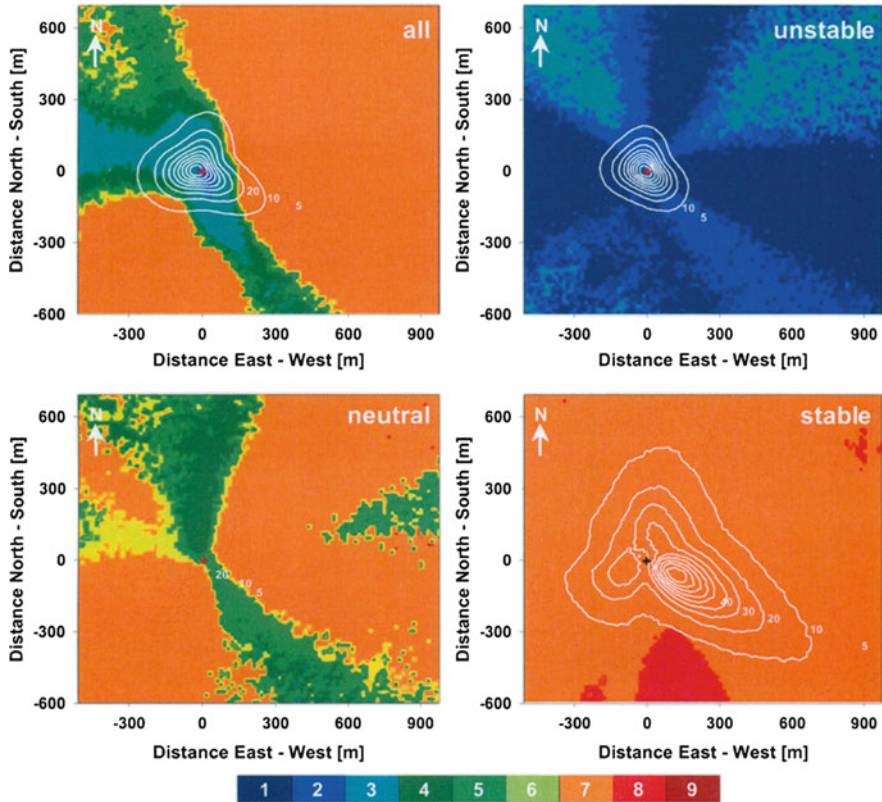 600
300
0
-300
-600
Distance North - South [m]
N
all
20
10
5
-300 0 300 600 900
Distance East - West [m]
600
300
0
-300
-600
Distance North - South [m]
N
unstable
10
5
-300 0 300 600 900
Distance East - West [m]
600
300
0
-300
-600
Distance North - South [m]
N
neutral
20
10
5
-300 0 300 600 900
Distance East - West [m]
600
300
0
-300
-600
Distance North - South [m]
N
stable
40
30
20
10
5
-300 0 300 600 900
Distance East - West [m]
1 2 3 4 5 6 7 8 9